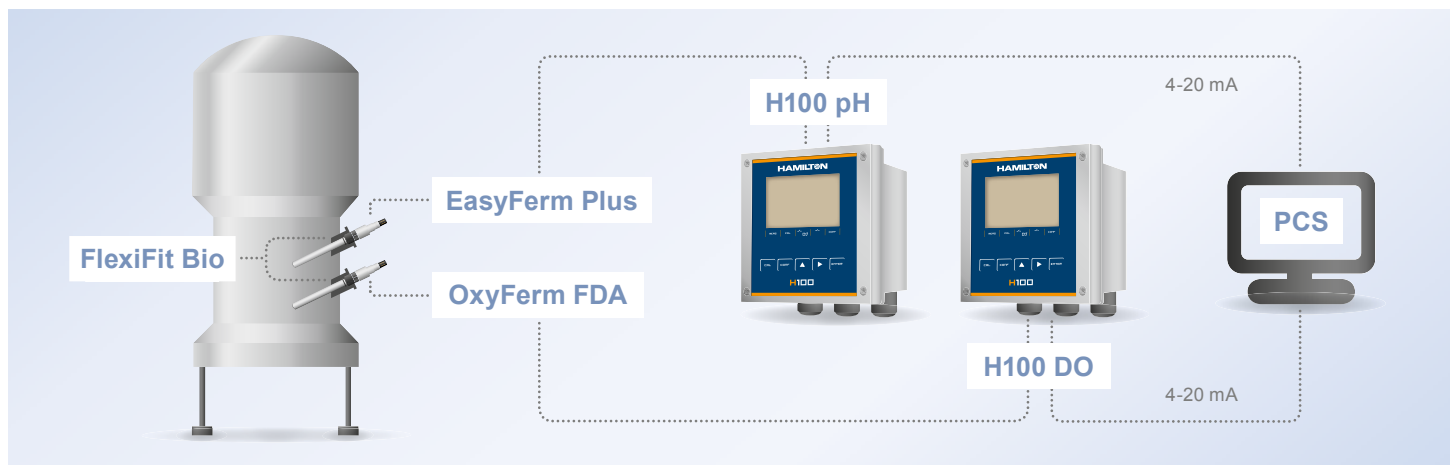 H100 pH
4-20 mA
HAMILTON
HAMILTON
EasyFerm Plus
PCS
FlexiFit Bio
OxyFerm FDA
H100
H100
H100 DO
4-20 mA